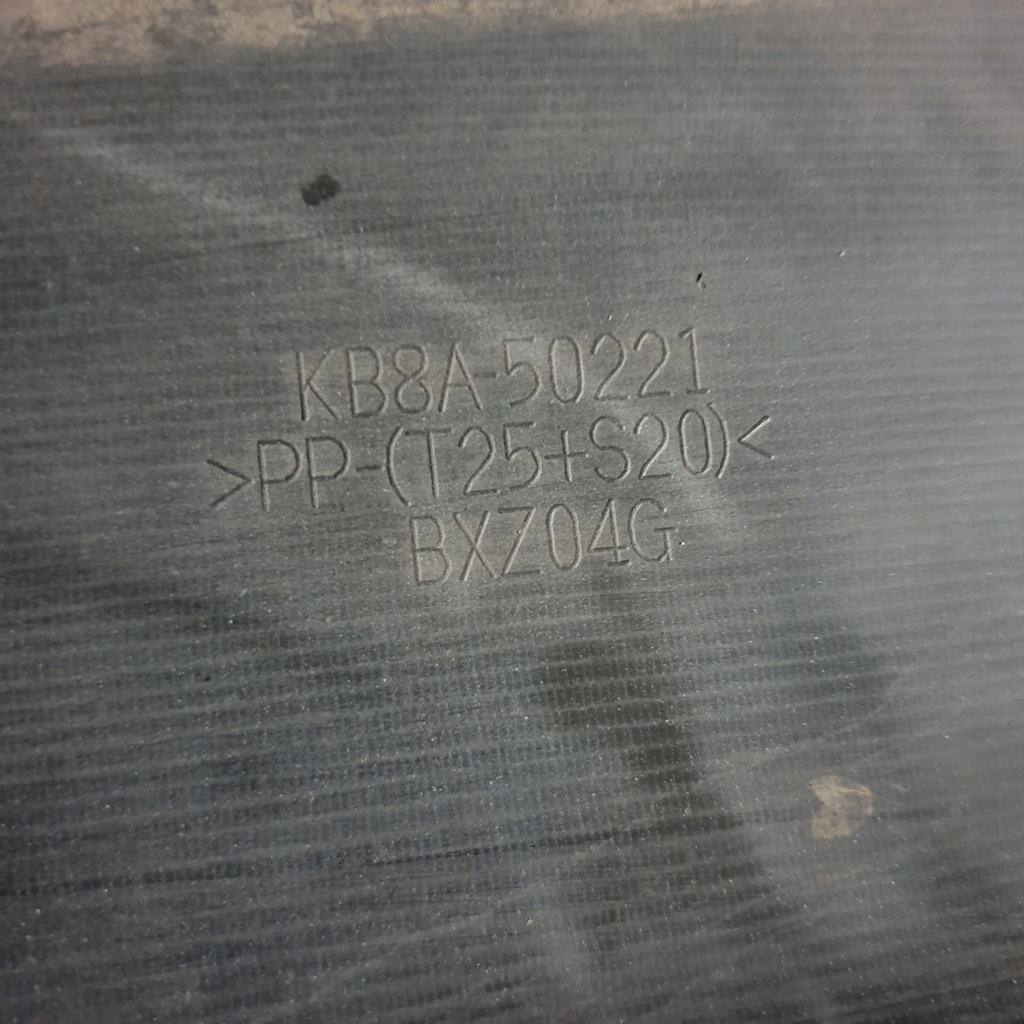 KB8A-50221
>PP-(T25+S20)<
BXZ04G